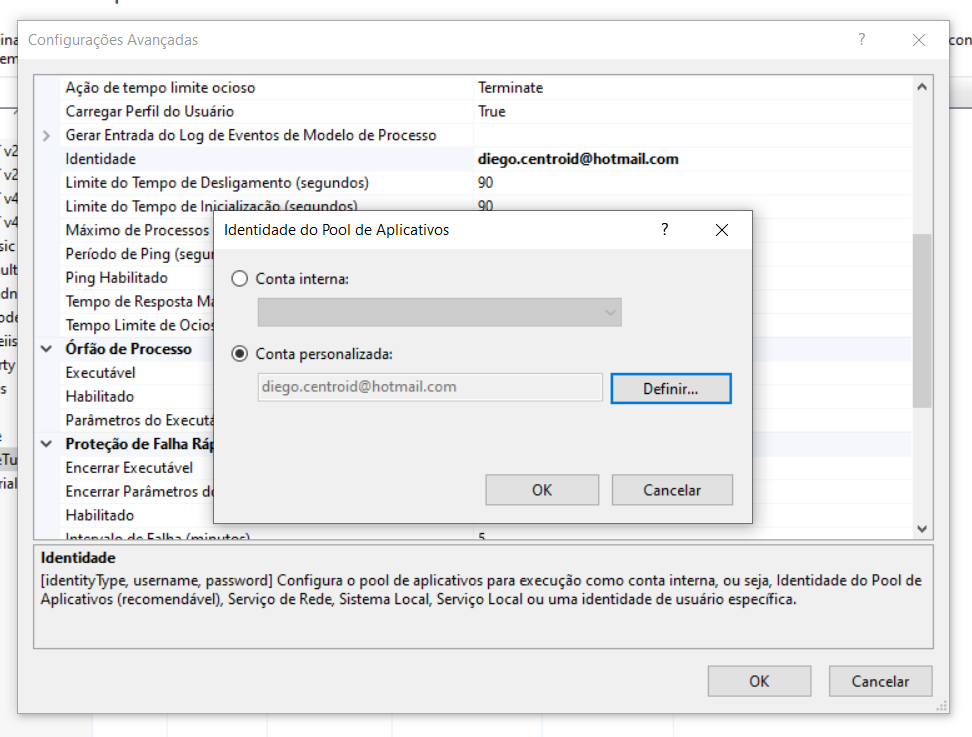 Configurações Avançadas
Ação de tempo limite ocioso Terminate
Carregar Perfil do Usuário True
Gerar Entrada do Log de Eventos de Modelo de Processo
Identidade diego.centroid@hotmail.com
Limite do Tempo de Desligamento (segundos) 90
Limite do Tempo de Inicialização (segundos) 90
Máximo de Processos
Período de Ping (segu
Ping Habilitado
Tempo de Resposta Má
Tempo Limite de Ocios
Órfão de Processo
Executável
Habilitado
Parâmetros do Executá
Proteção de Falha Ráp
Encerrar Executável
Encerrar Parâmetros do
Habilitado
Intervalo de Falha (minutos) 5
Identidade do Pool de Aplicativos
Conta interna:
Conta personalizada:
diego.centroid@hotmail.com
Definir...
OK
Cancelar
Identidade
[identityType, username, password] Configura o pool de aplicativos para execução como conta interna, ou seja, Identidade do Pool de
Aplicativos (recomendável), Serviço de Rede, Sistema Local, Serviço Local ou uma identidade de usuário específica.
OK
Cancelar